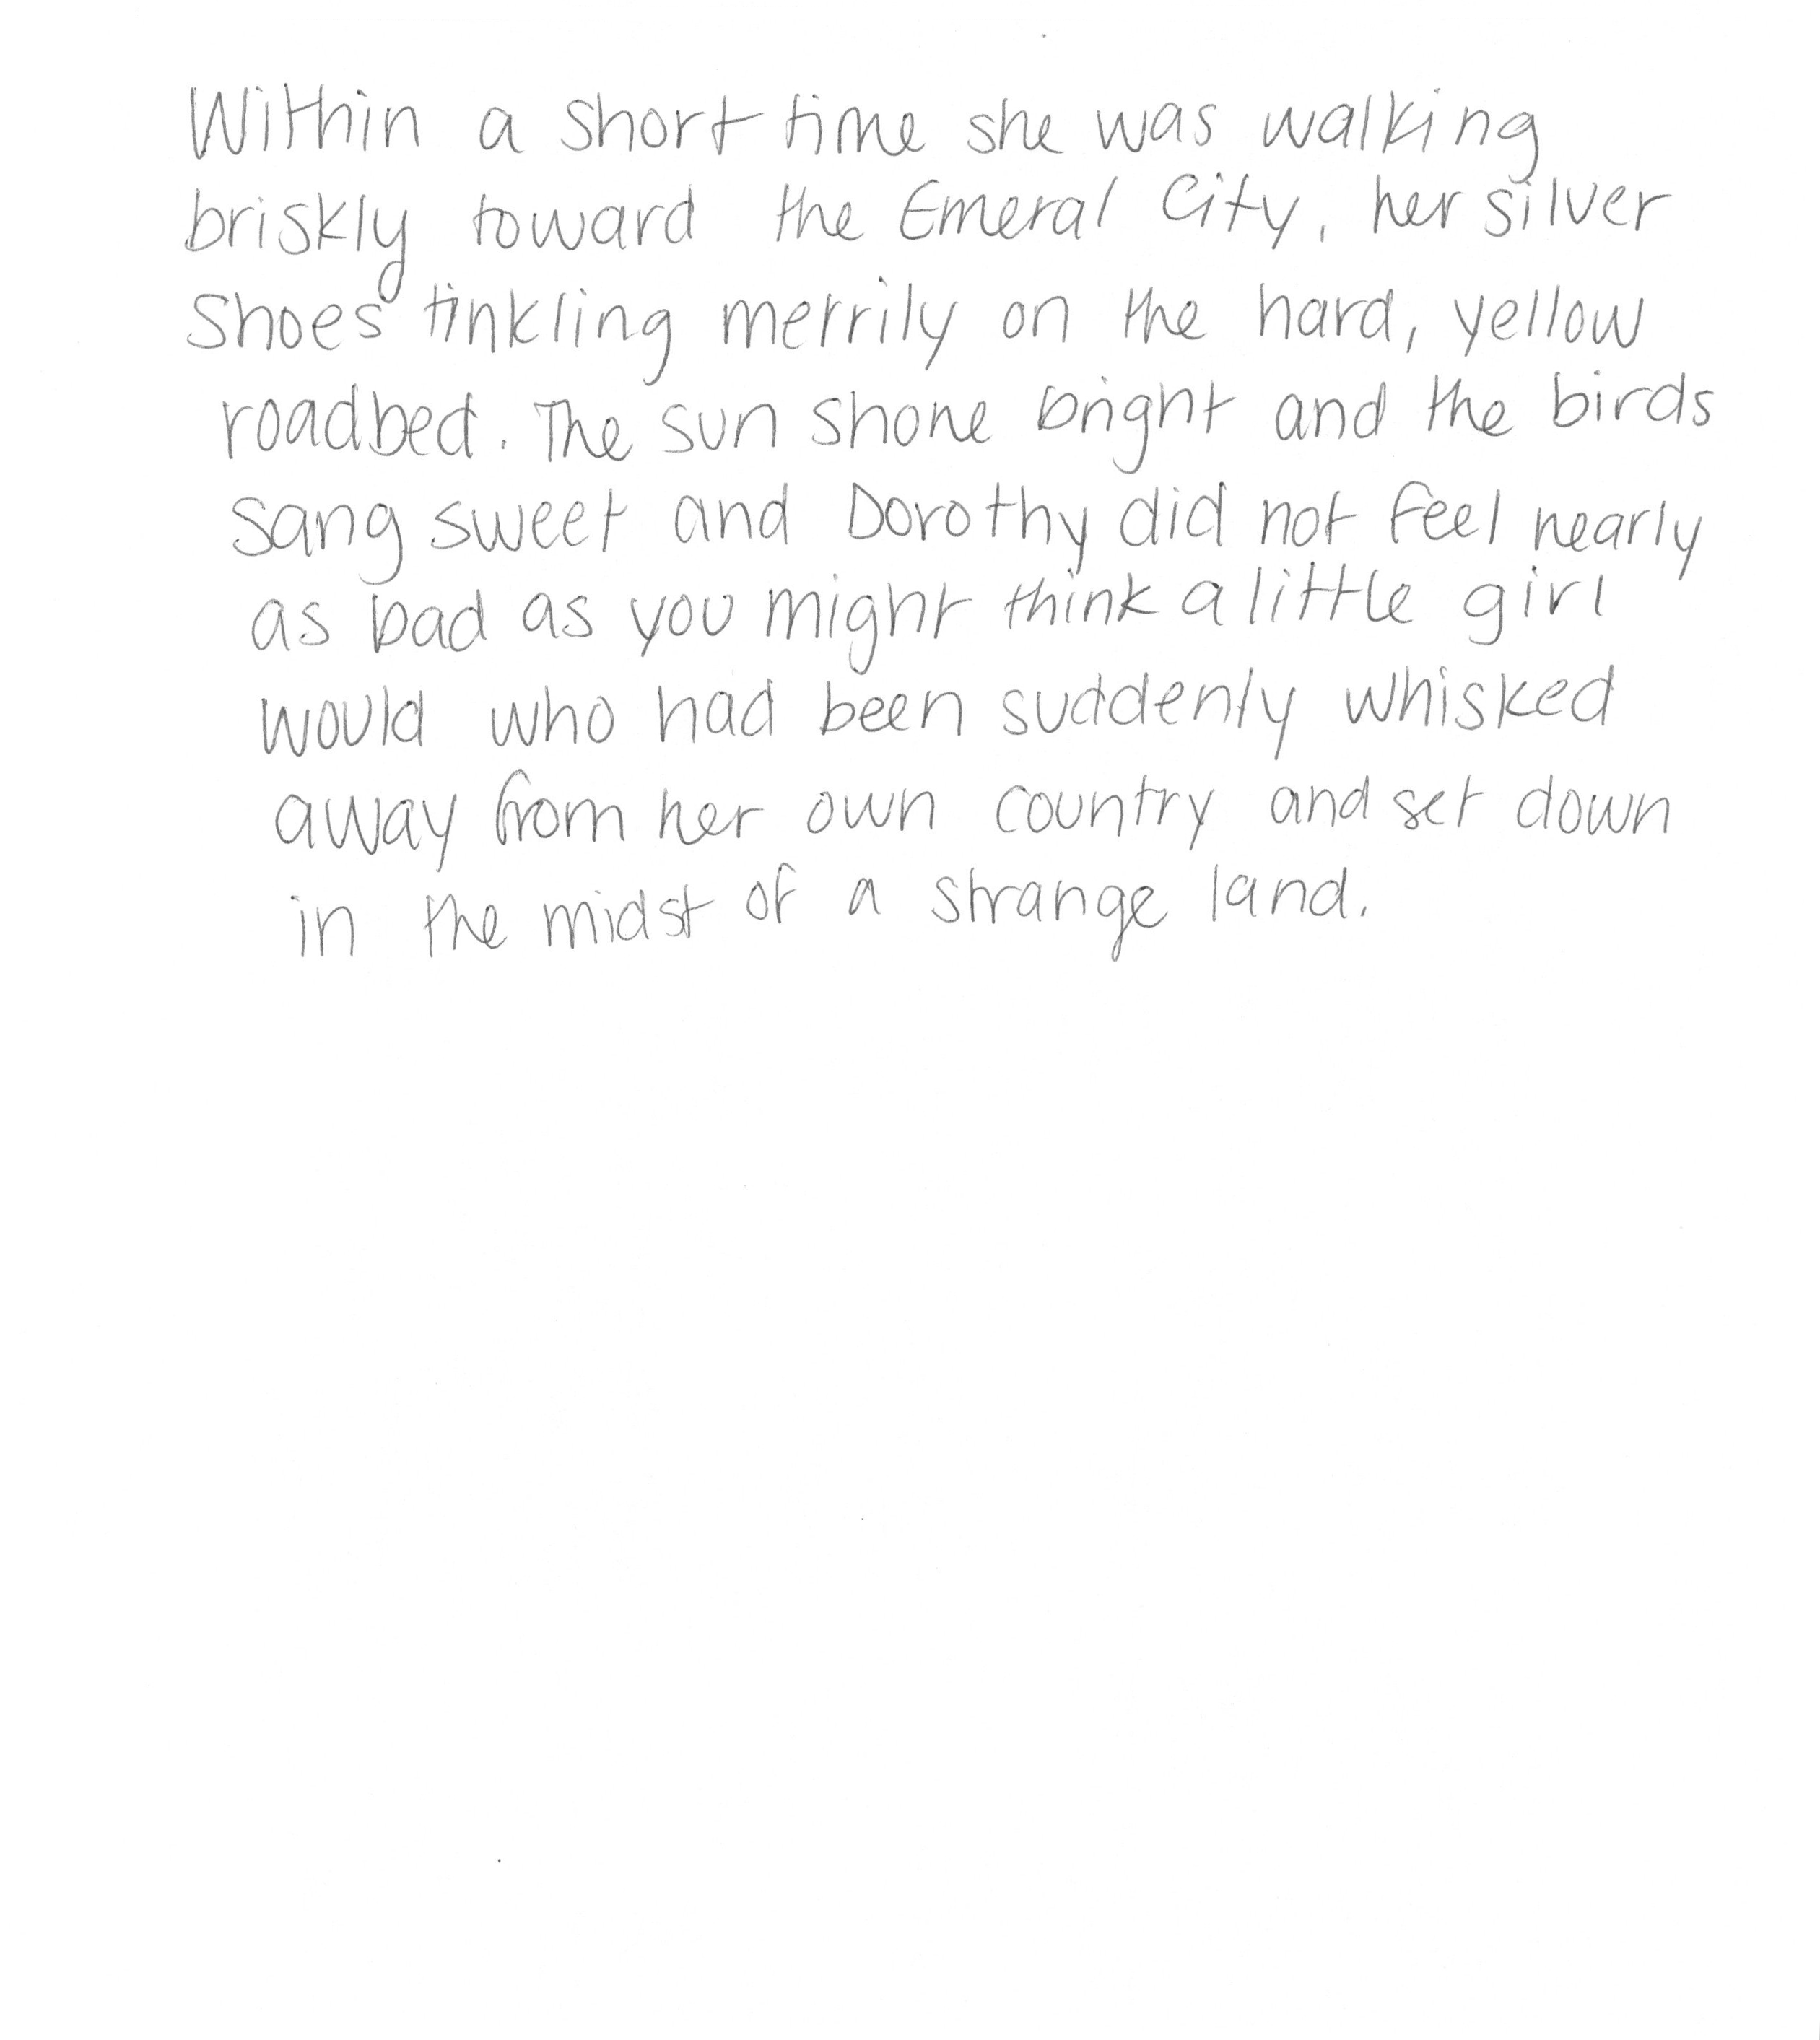 Within a short time she was walking
briskly toward the Emeral City, her silver
Shoes tinkling merrily on the hard, yellow
roadbed. The sun shone bright and the birds
sang sweet and Dorothy did not feel nearly
as bad as you might think a little girl
would who had been suddenly whisked
away from her own country and set down
in the midst of a strange land.